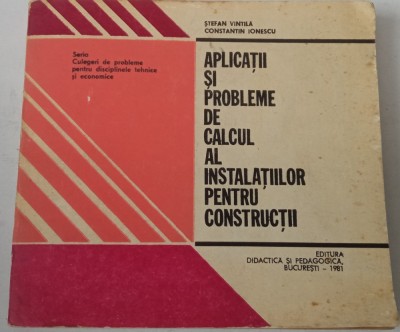 ȘTEFAN VINTILĂ
CONSTANTIN IONESCU
Seria
Culegeri de probleme
pentru disciplinele tehnice
și economice
APLICAȚII
ȘI
PROBLEME
DE
CALCUL
AL
INSTALAȚIILOR
PENTRU
CONSTRUCȚII
EDITURA
DIDACTICĂ ȘI PEDAGOGICĂ,
BUCUREȘTI – 1981